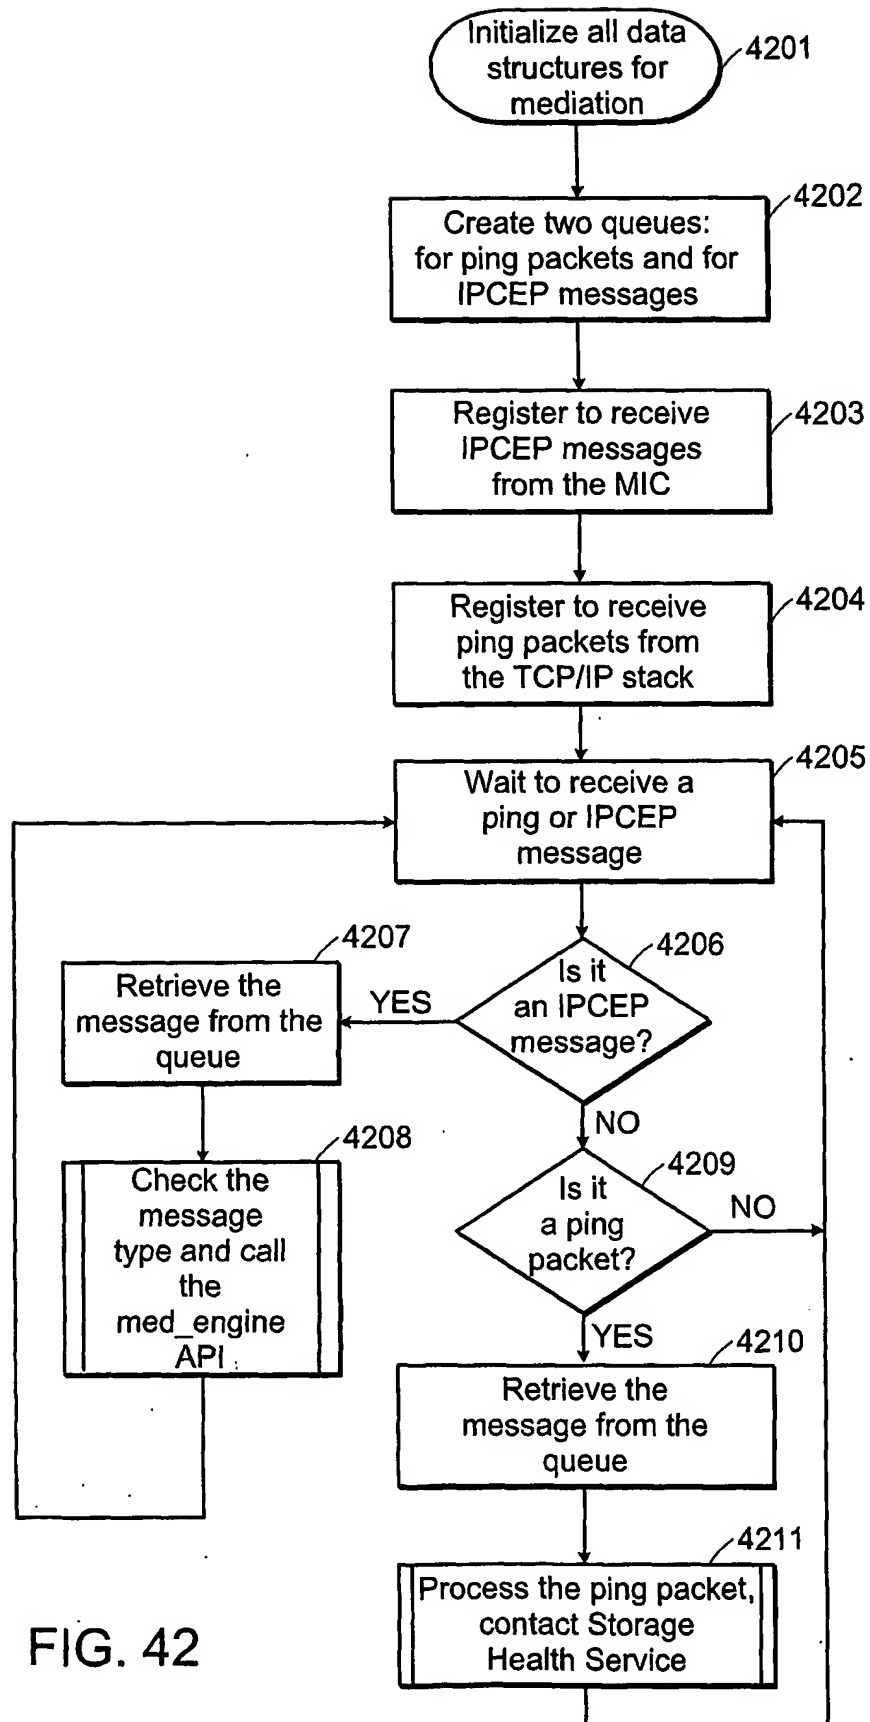 Initialize all data
structures for
mediation
4201
4202
Create two queues:
for ping packets and for
IPCEP messages
4203
Register to receive
IPCEP messages
from the MIC
4204
Register to receive
ping packets from
the TCP/IP stack
4205
Wait to receive a
ping or IPCEP
message
4206
Is it
an IPCEP
message?
YES
4207
Retrieve the
message from the
queue
NO
4208
Check the
message
type and call
the
med_engine
API
4209
Is it
a ping
packet?
NO
YES
4210
Retrieve the
message from the
queue
4211
Process the ping packet,
contact Storage
Health Service
FIG. 42